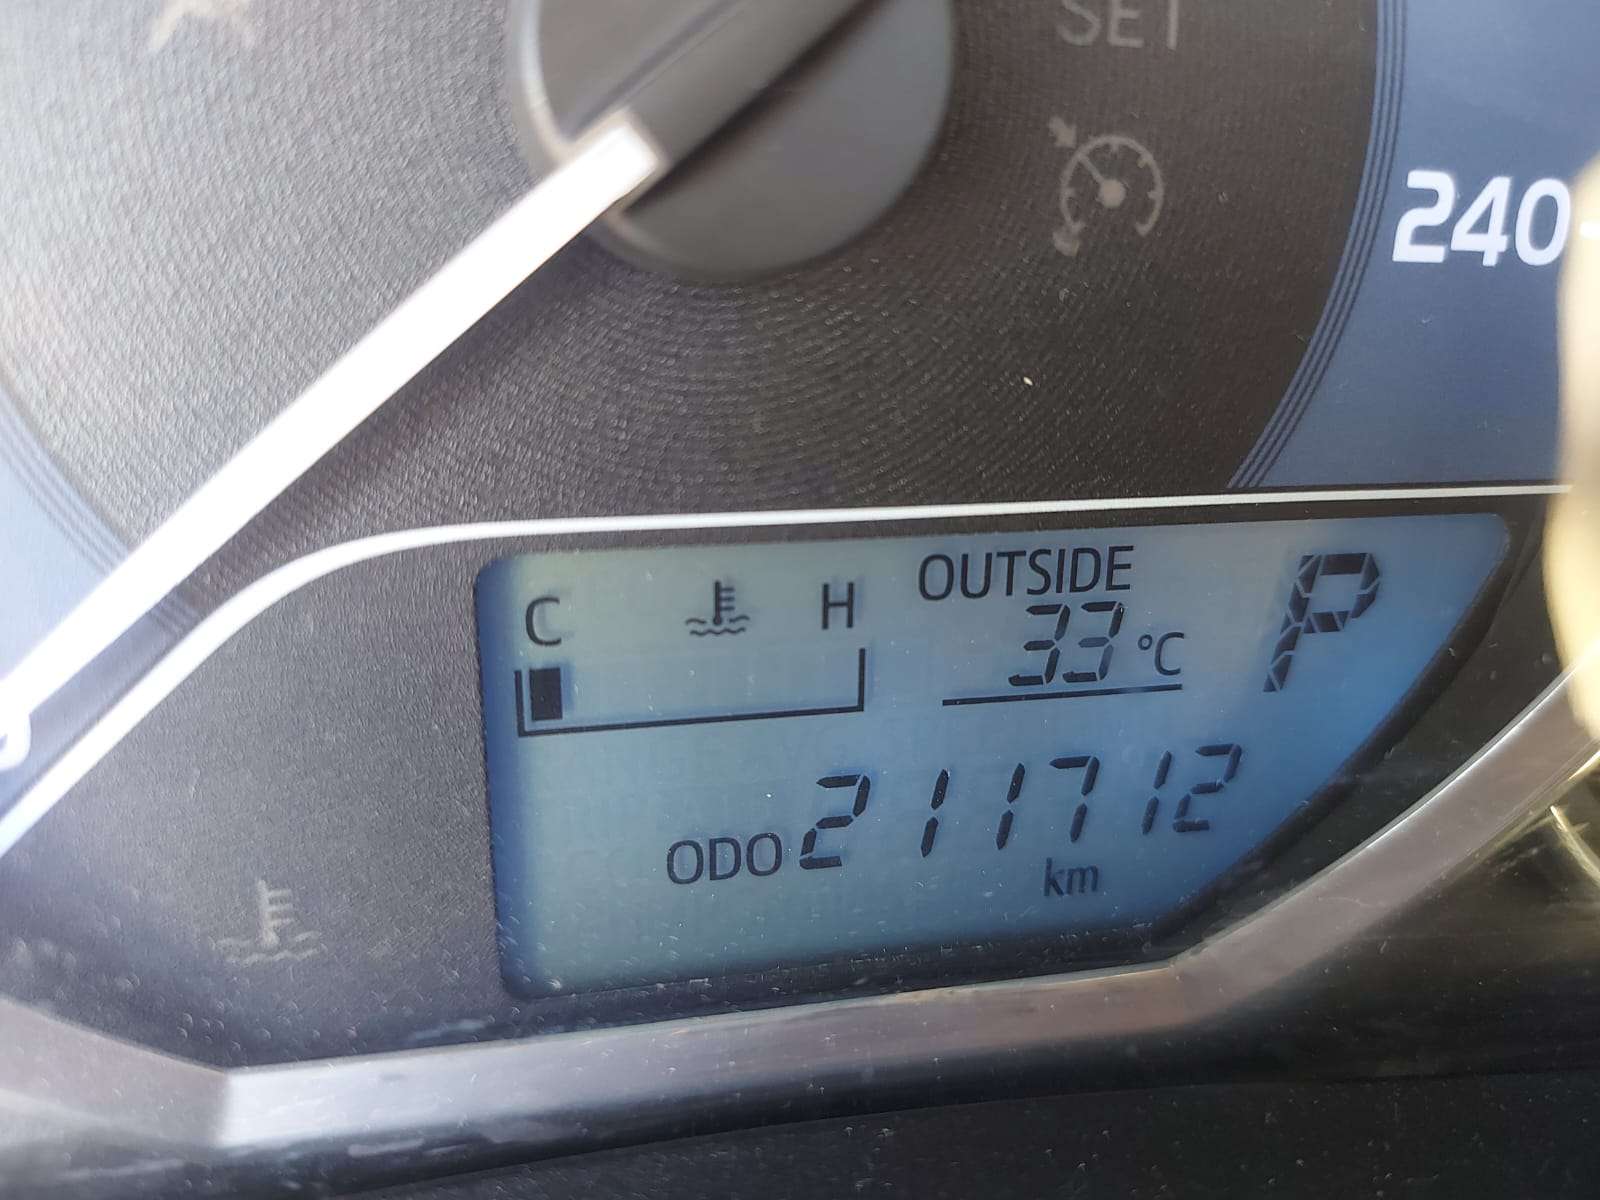 SET
240
C H OUTSIDE
33 °C P
ODO 211712
km